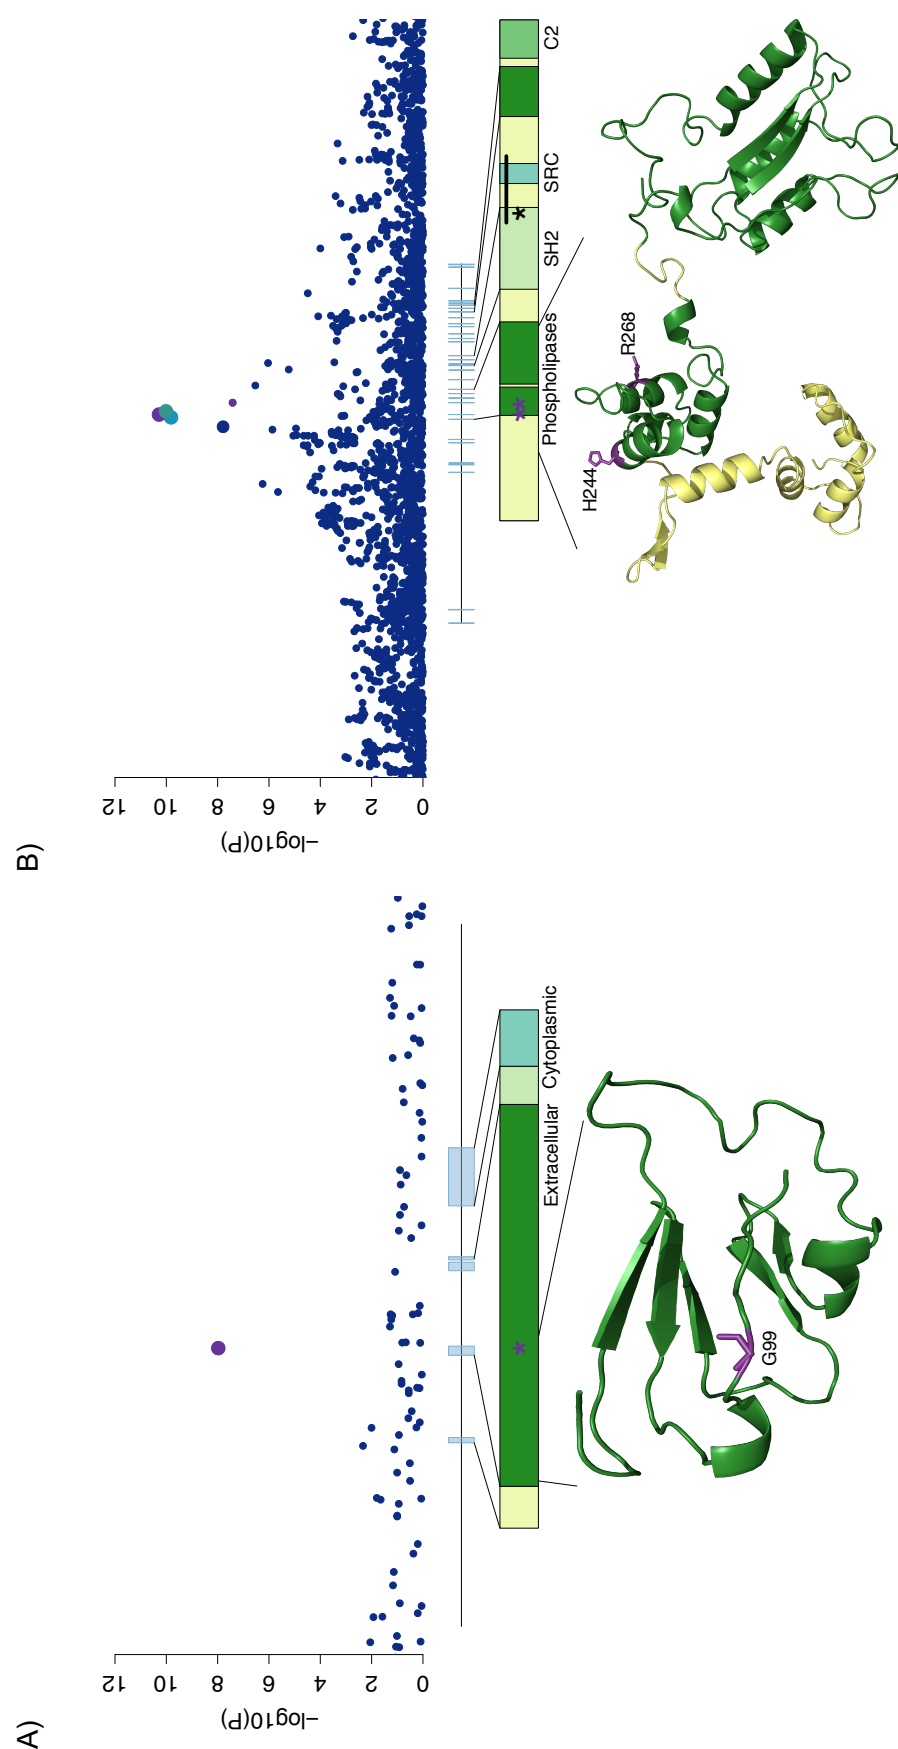 A)
−log10(P)
12
10
8
6
4
2
0
Extracellular
Cytoplasmic
*
G99
B)
−log10(P)
12
10
8
6
4
2
0
Phospholipases
SH2
SRC
C2
**
*
H244
R268